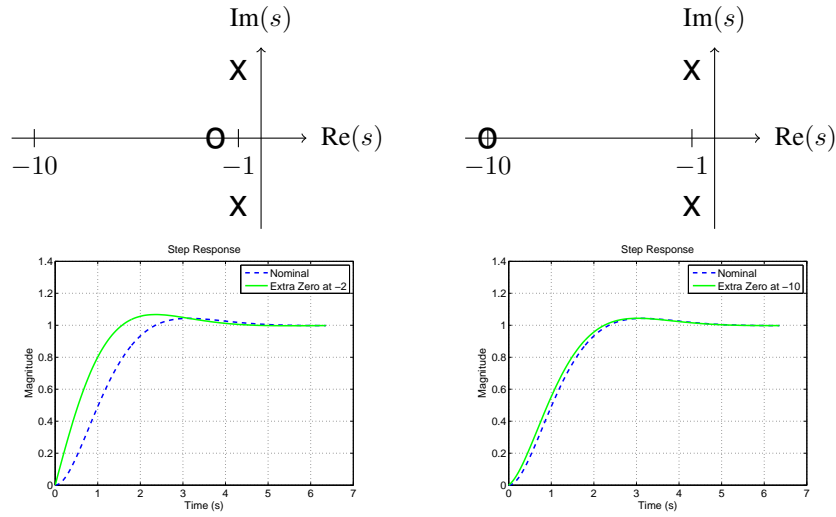 Im(s)
X
O
Re(s)
−10
−1
X
Step Response
1.4
1.2
1
0.8
0.6
0.4
0.2
0
Magnitude
Nominal
Extra Zero at −2
0 1 2 3 4 5 6 7
Time (s)
Im(s)
X
O
Re(s)
−10
−1
X
Step Response
1.4
1.2
1
0.8
0.6
0.4
0.2
0
Magnitude
Nominal
Extra Zero at −10
0 1 2 3 4 5 6 7
Time (s)